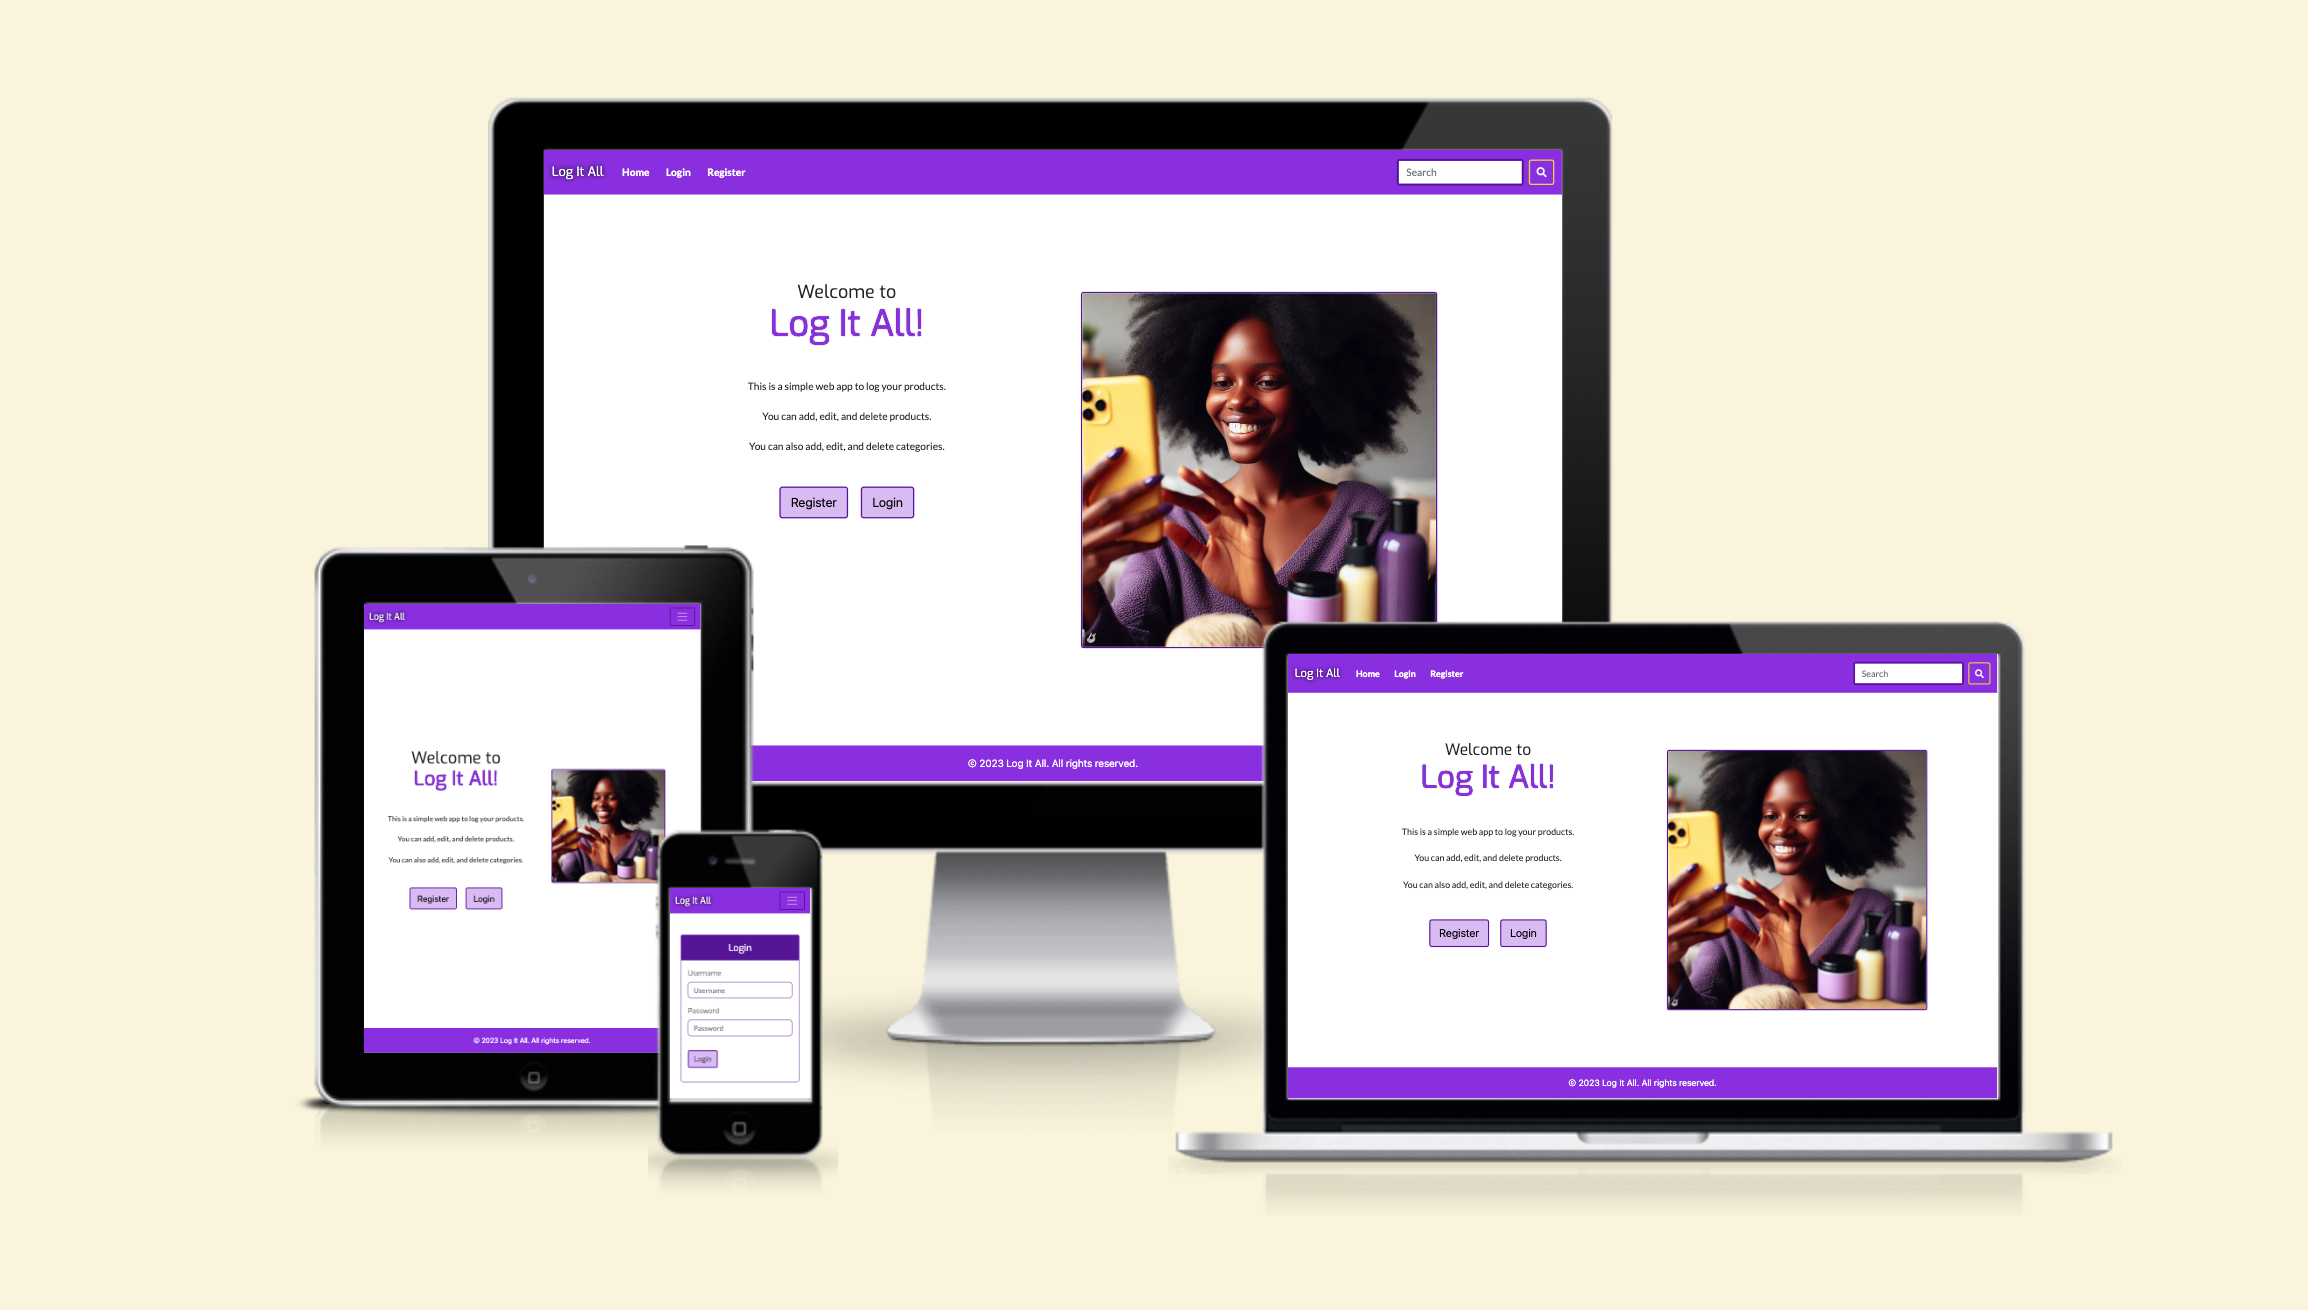 Log It All Home Login Register Search
Welcome to
Log It All!
This is a simple web app to log your products.
You can add, edit, and delete products.
You can also add, edit, and delete categories.
Register Login
© 2023 Log It All. All rights reserved.
Log It All
Welcome to
Log It All!
This is a simple web app to log your products.
You can add, edit, and delete products.
You can also add, edit, and delete categories.
Register Login
© 2023 Log It All. All rights reserved.
Log It All
Login
Username
Username
Password
Password
Login
Log It All Home Login Register Search
Welcome to
Log It All!
This is a simple web app to log your products.
You can add, edit, and delete products.
You can also add, edit, and delete categories.
Register Login
© 2023 Log It All. All rights reserved.